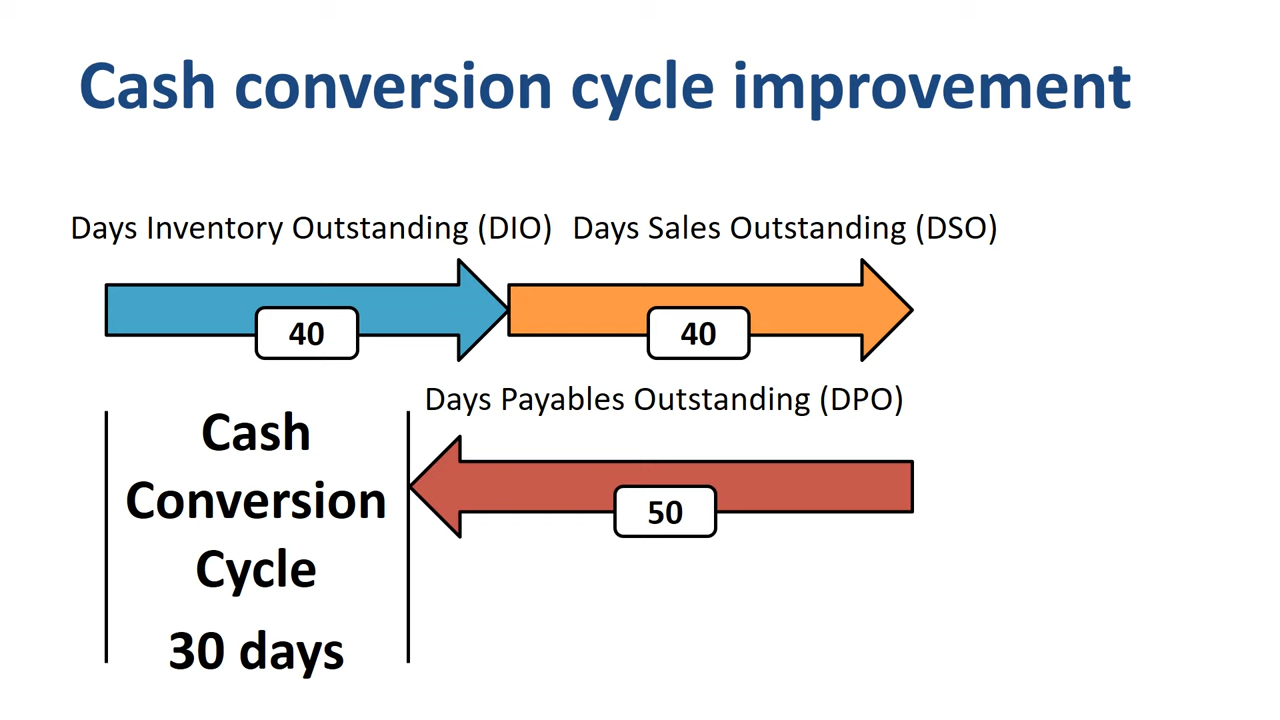 Cash conversion cycle improvement
Days Inventory Outstanding (DIO)
Days Sales Outstanding (DSO)
40
40
Days Payables Outstanding (DPO)
50
Cash
Conversion
Cycle
30 days